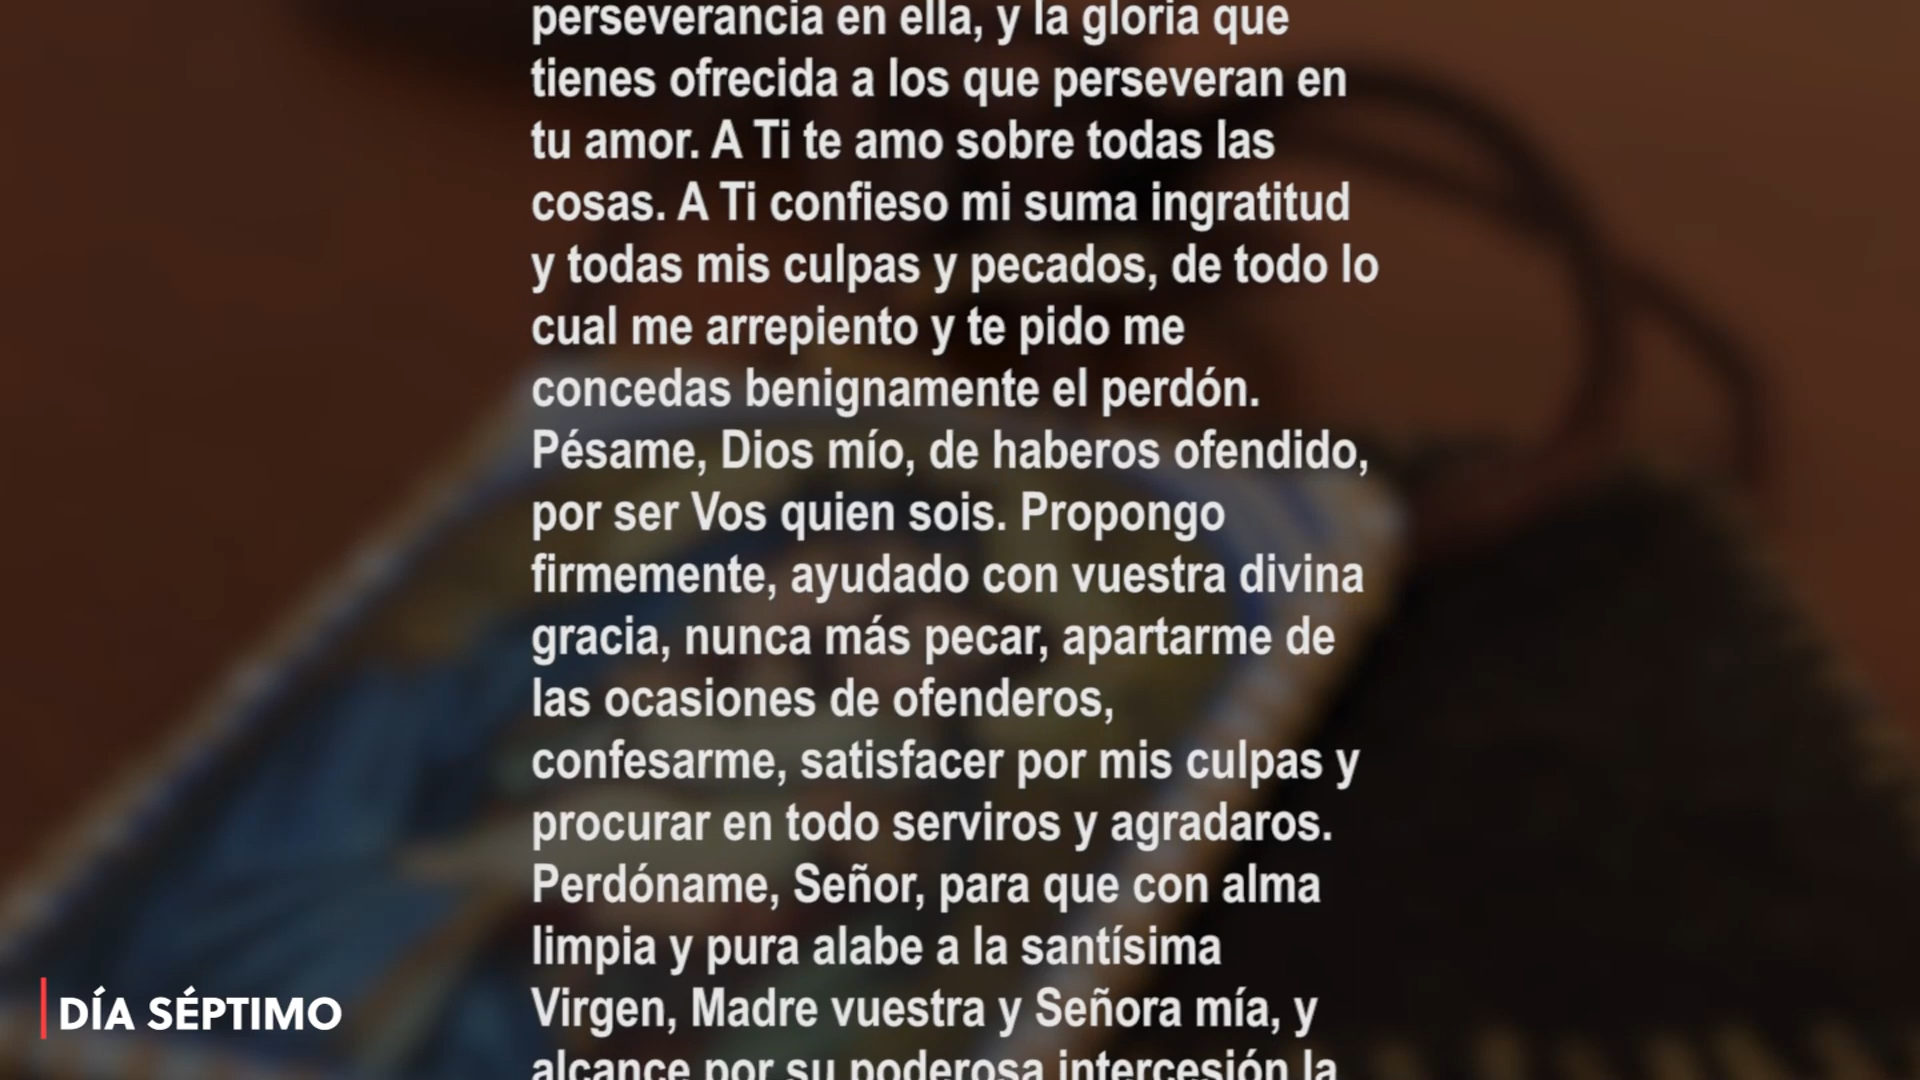 perseverancia en ella, y la gloria que
tienes ofrecida a los que perseveran en
tu amor. A Ti te amo sobre todas las
cosas. A Ti confieso mi suma ingratitud
y todas mis culpas y pecados, de todo lo
cual me arrepiento y te pido me
concedas benignamente el perdón.
Pésame, Dios mío, de haberos ofendido,
por ser Vos quien sois. Propongo
firmemente, ayudado con vuestra divina
gracia, nunca más pecar, apartarme de
las ocasiones de ofenderos,
confesarme, satisfacer por mis culpas y
procurar en todo serviros y agradaros.
Perdóname, Señor, para que con alma
limpia y pura alabe a la santísima
Virgen, Madre vuestra y Señora mía, y
alcance por su poderosa intercesión la
DÍA SÉPTIMO